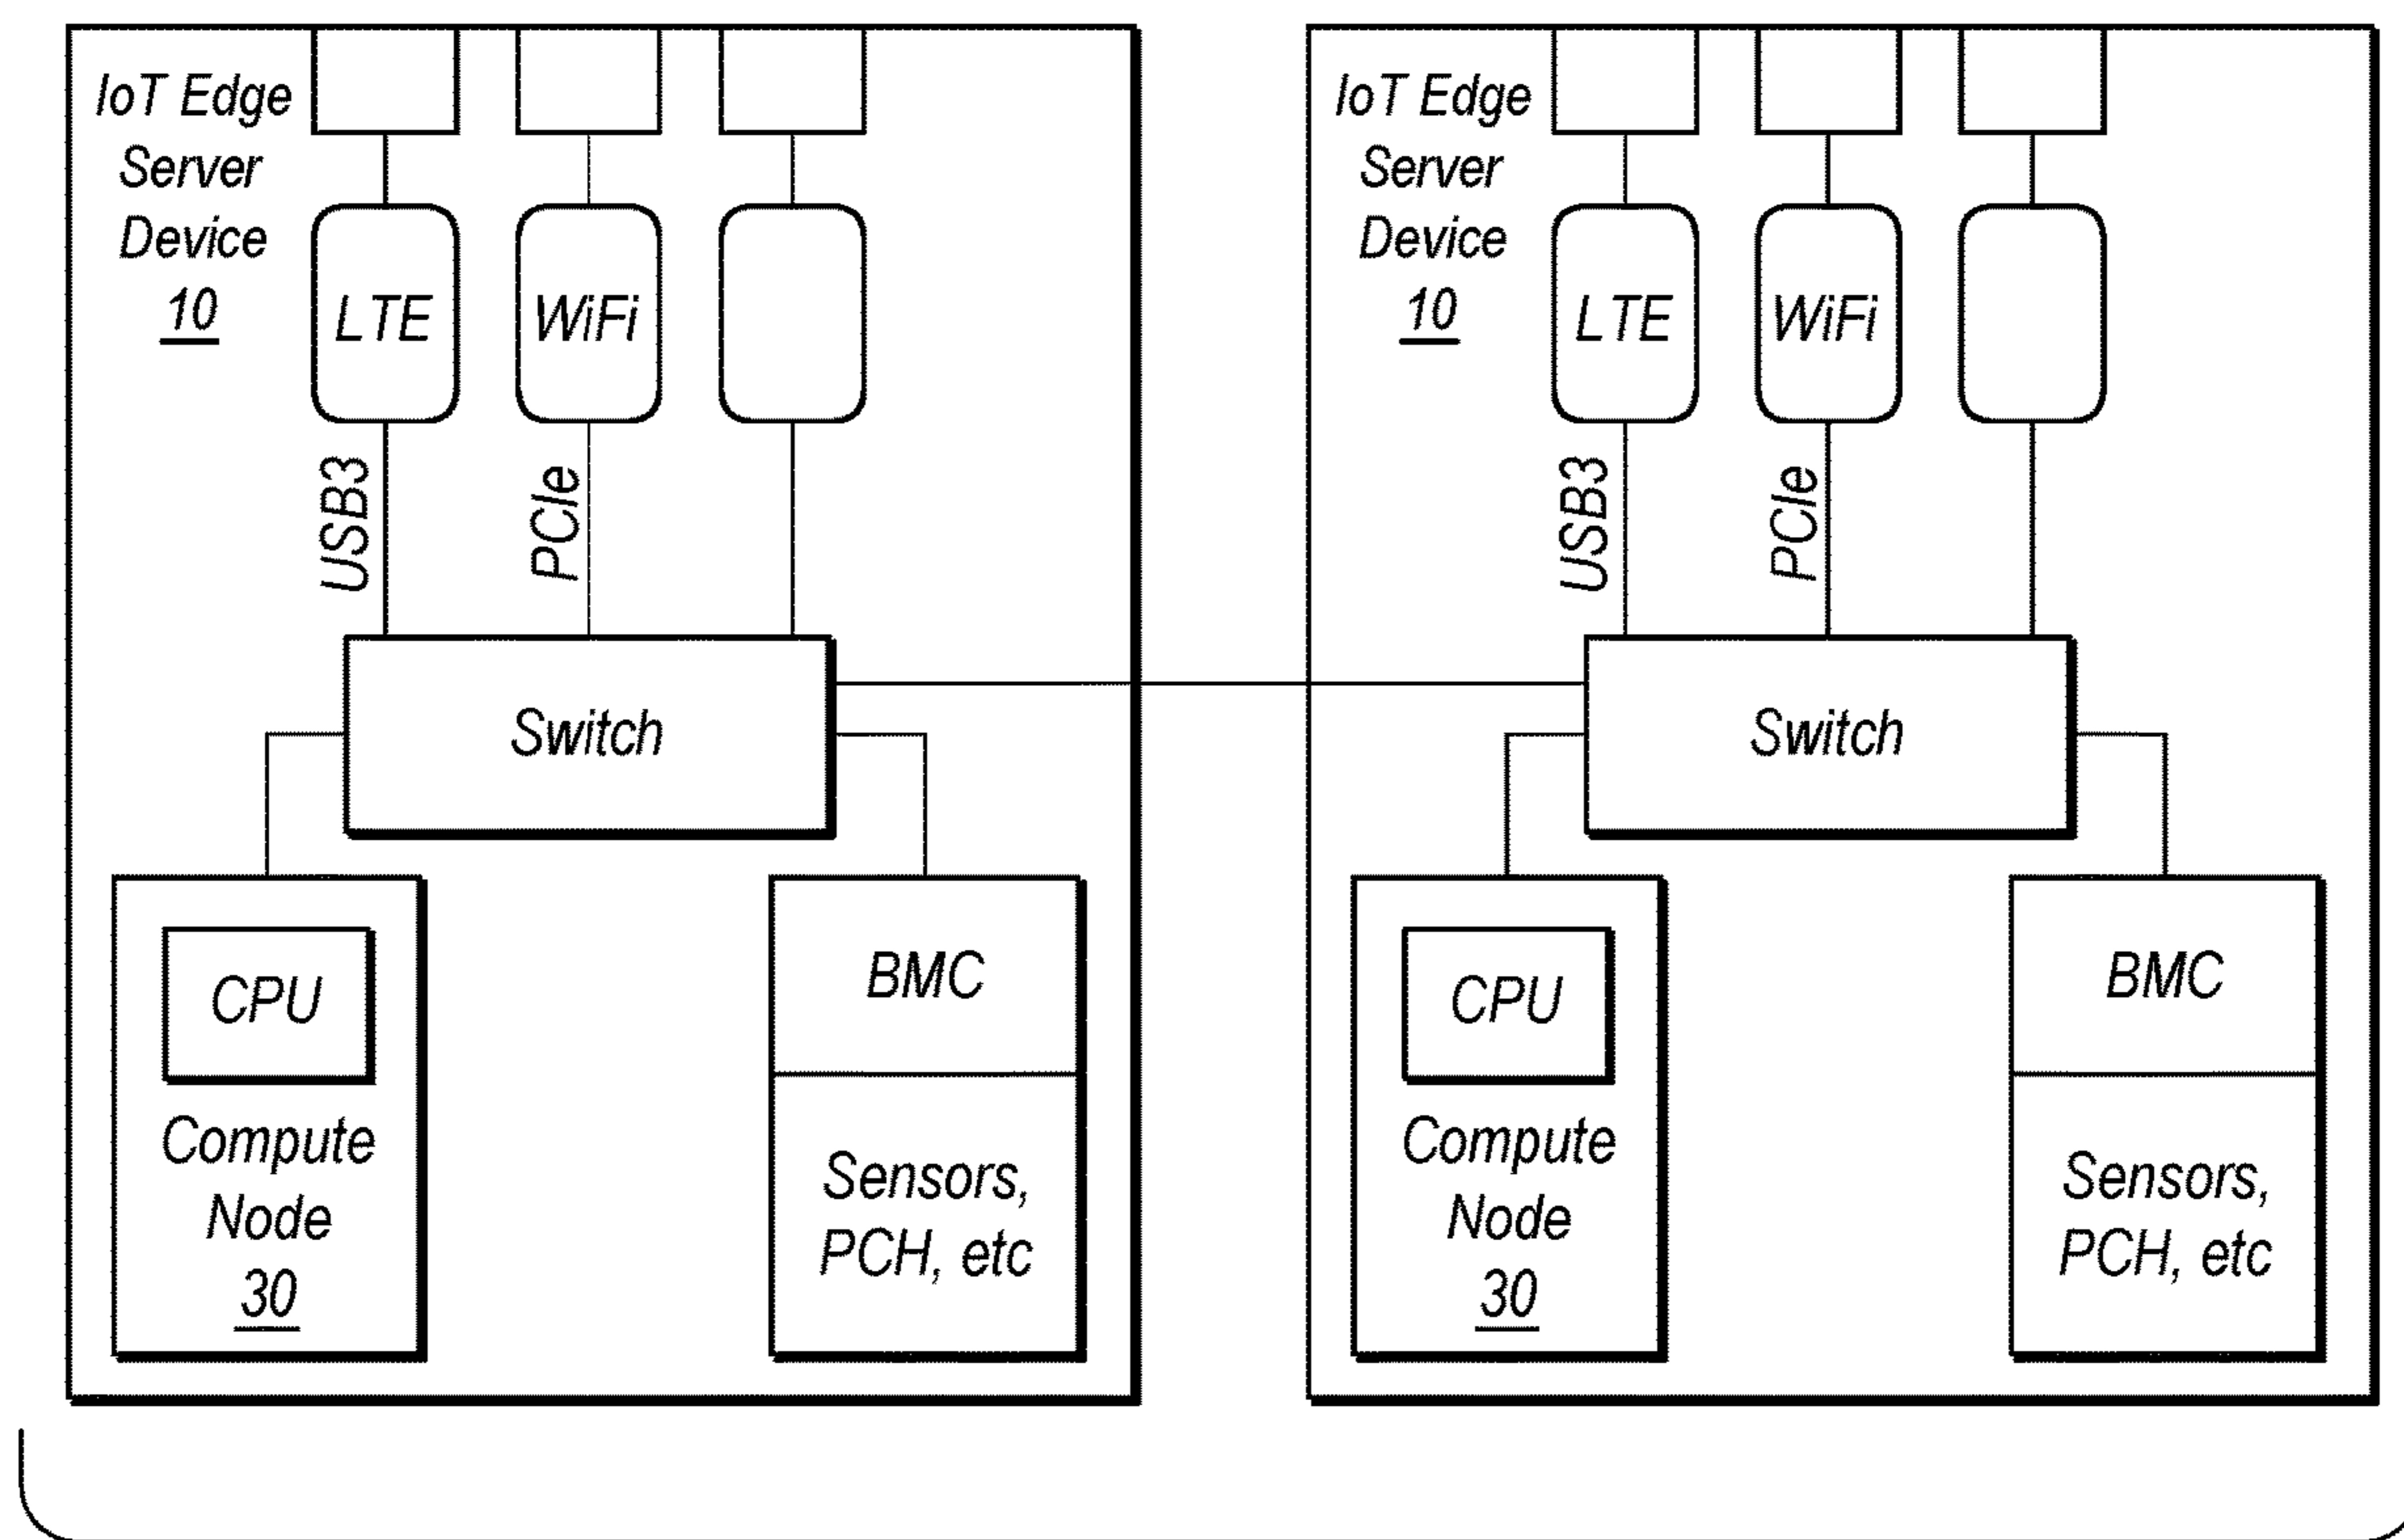 IoT Edge
Server
Device
10
LTE
WiFi
USB3
PCIe
Switch
CPU
Compute
Node
30
BMC
Sensors,
PCH, etc
IoT Edge
Server
Device
10
LTE
WiFi
USB3
PCIe
Switch
CPU
Compute
Node
30
BMC
Sensors,
PCH, etc